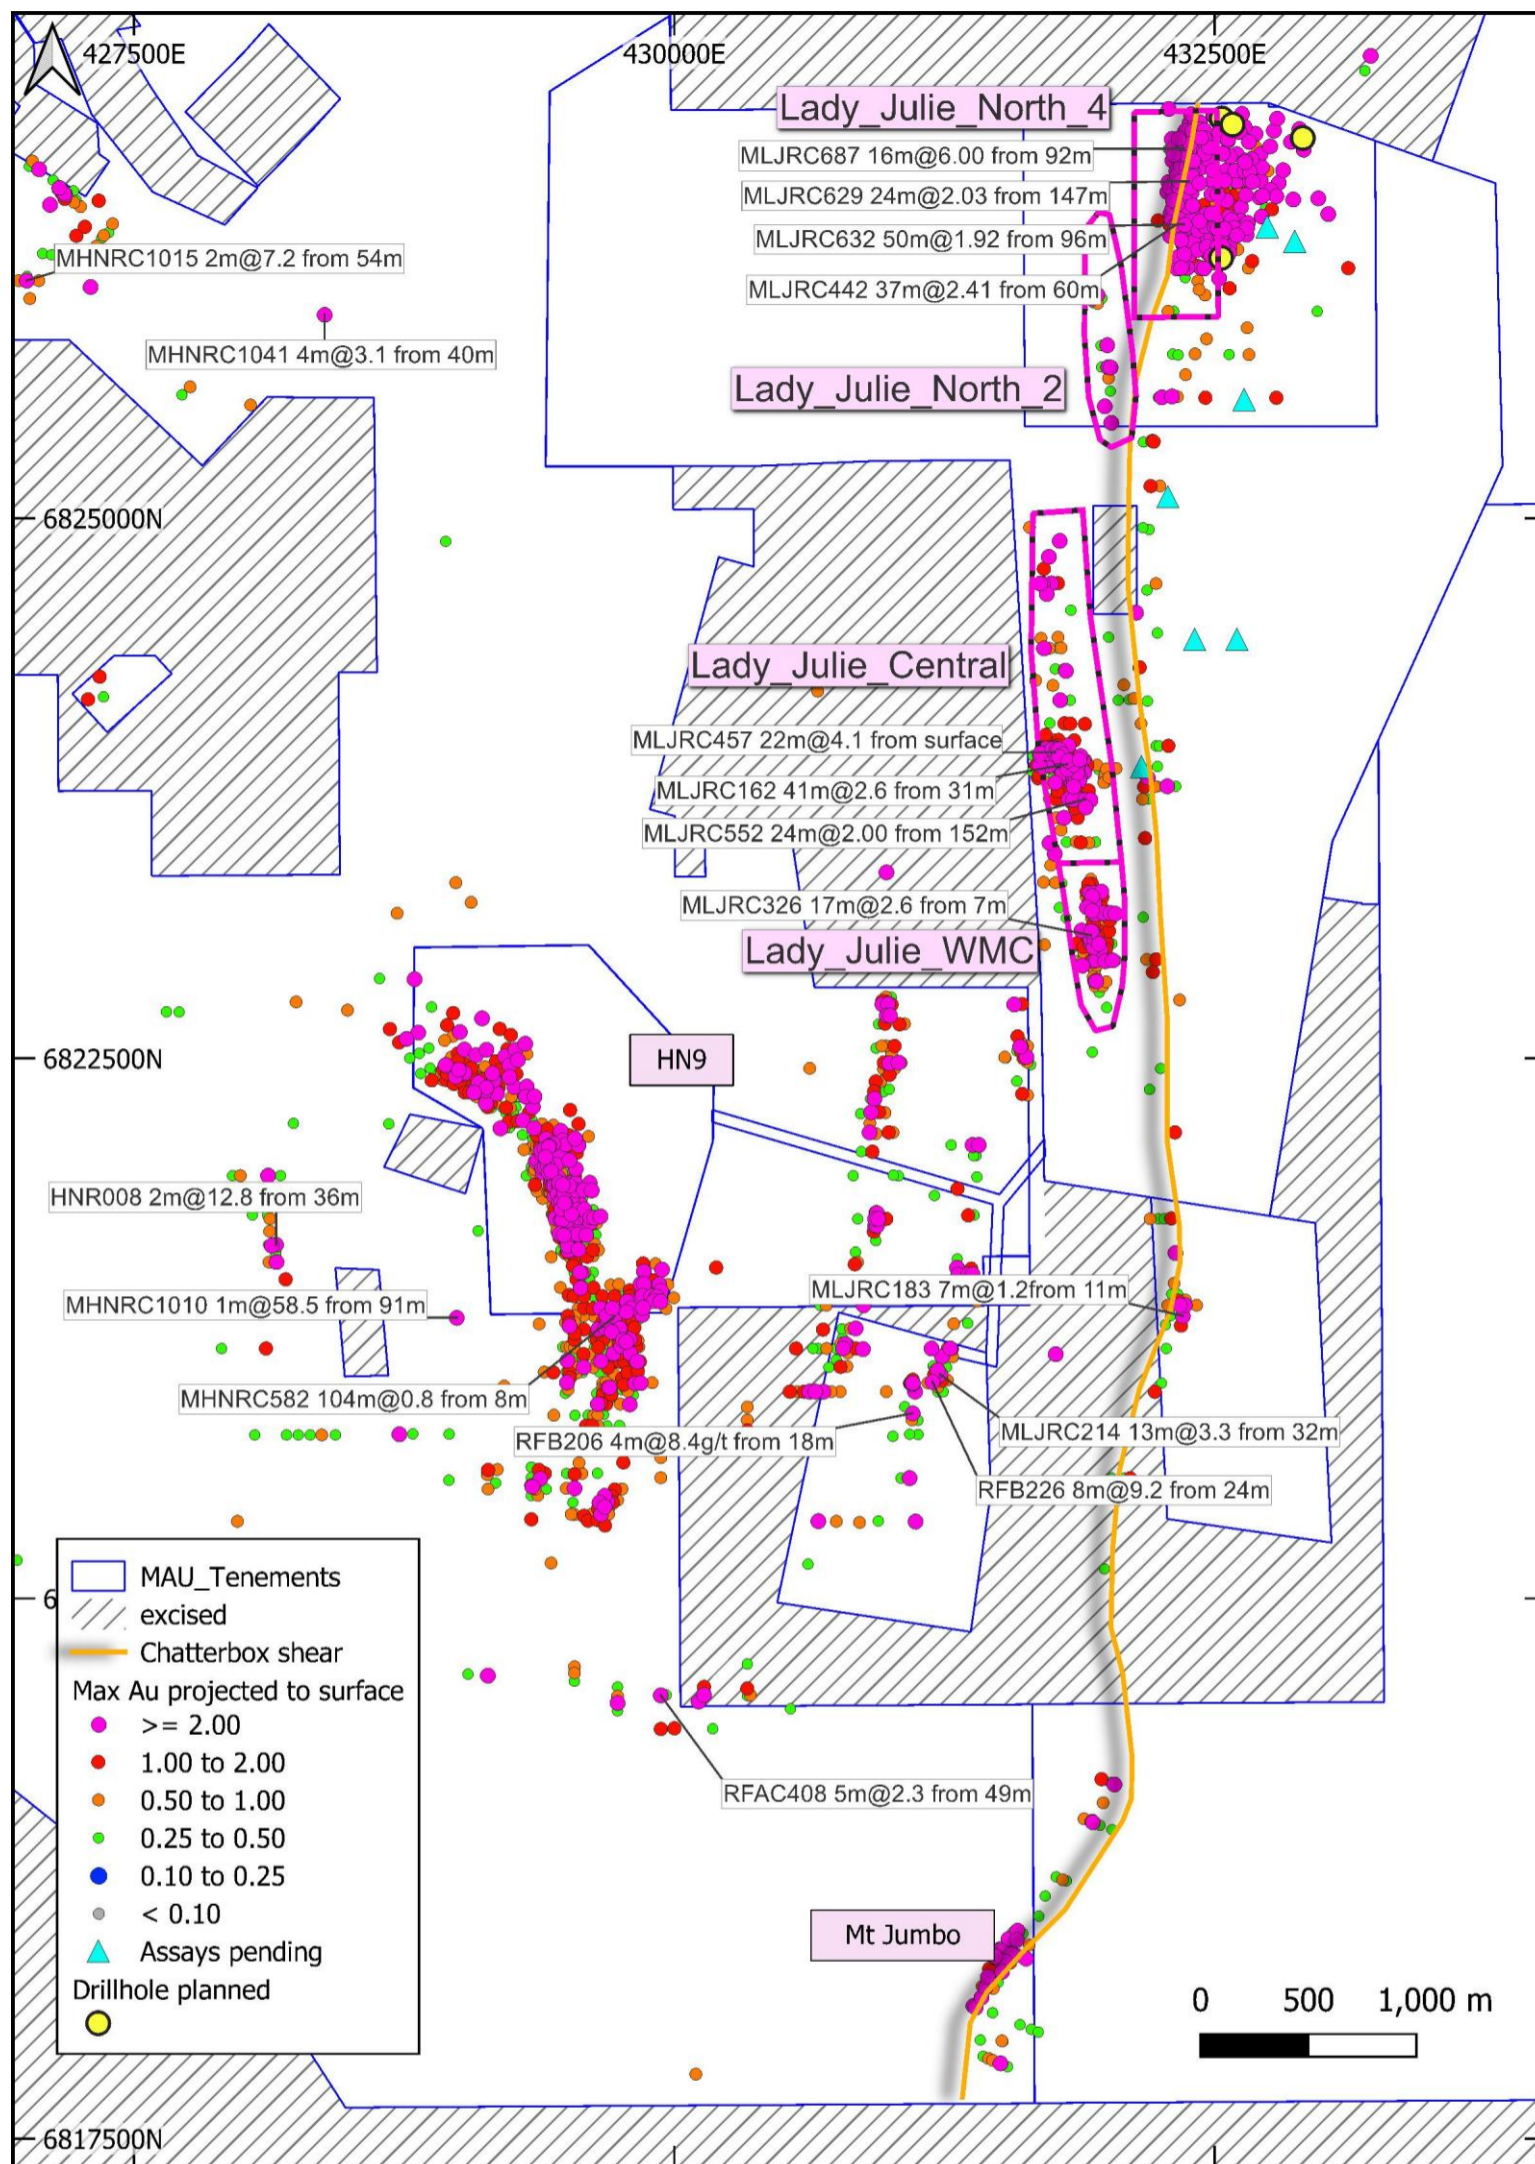 427500E
430000E
432500E
Lady_Julie_North_4
MLJRC687 16m@6.00 from 92m
MLJRC629 24m@2.03 from 147m
MLJRC632 50m@1.92 from 96m
MHNRC1015 2m@7.2 from 54m
MLJRC442 37m@2.41 from 60m
MHNRC1041 4m@3.1 from 40m
Lady_Julie_North_2
6825000N
Lady_Julie_Central
MLJRC457 22m@4.1 from surface
MLJRC162 41m@2.6 from 31m
MLJRC552 24m@2.00 from 152m
MLJRC326 17m@2.6 from 7m
Lady_Julie_WMC
6822500N
HN9
HNR008 2m@12.8 from 36m
MLJRC183 7m@1.2from 11m
MHNRC1010 1m@58.5 from 91m
MHNRC582 104m@0.8 from 8m
RFB206 4m@8.4g/t from 18m
MLJRC214 13m@3.3 from 32m
RFB226 8m@9.2 from 24m
MAU_Tenements
6
excised
Chatterbox shear
Max Au projected to surface
>= 2.00
1.00 to 2.00
0.50 to 1.00
0.25 to 0.50
0.10 to 0.25
< 0.10
Assays pending
Drillhole planned
RFAC408 5m@2.3 from 49m
Mt Jumbo
0 500 1,000 m
6817500N